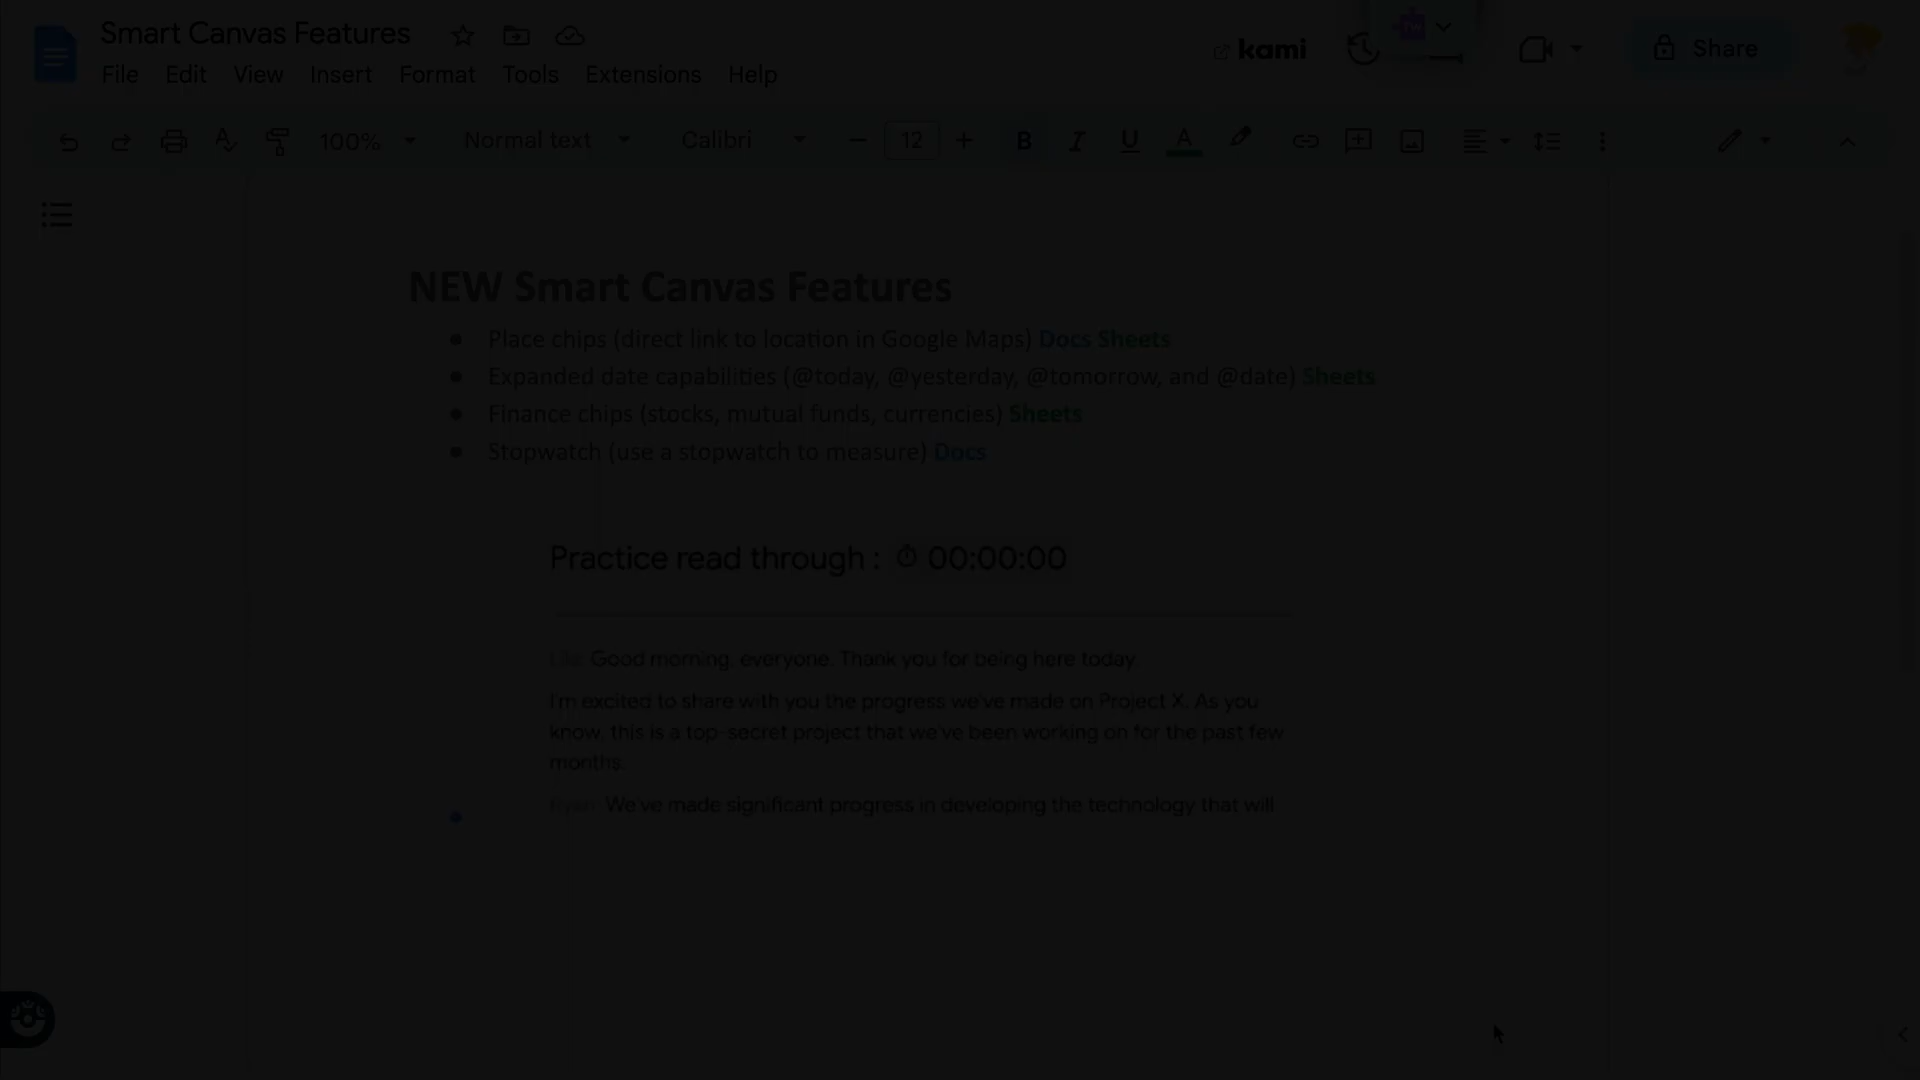 Smart Canvas Features
File Edit View Insert Format Tools Extensions Help
kami
Share
100% Normal text Calibri 12 B I U A
NEW Smart Canvas Features
Place chips (direct link to location in Google Maps) Docs Sheets
Expanded date capabilities (@today, @yesterday, @tomorrow, and @date) Sheets
Finance chips (stocks, mutual funds, currencies) Sheets
Stopwatch (use a stopwatch to measure) Docs
Practice read through : 00:00:00
Good morning, everyone. Thank you for being here today.
I'm excited to share with you the progress we've made on Project X. As you
know, this is a top-secret project that we've been working on for the past few
months.
Ryan: We've made significant progress in developing the technology that will